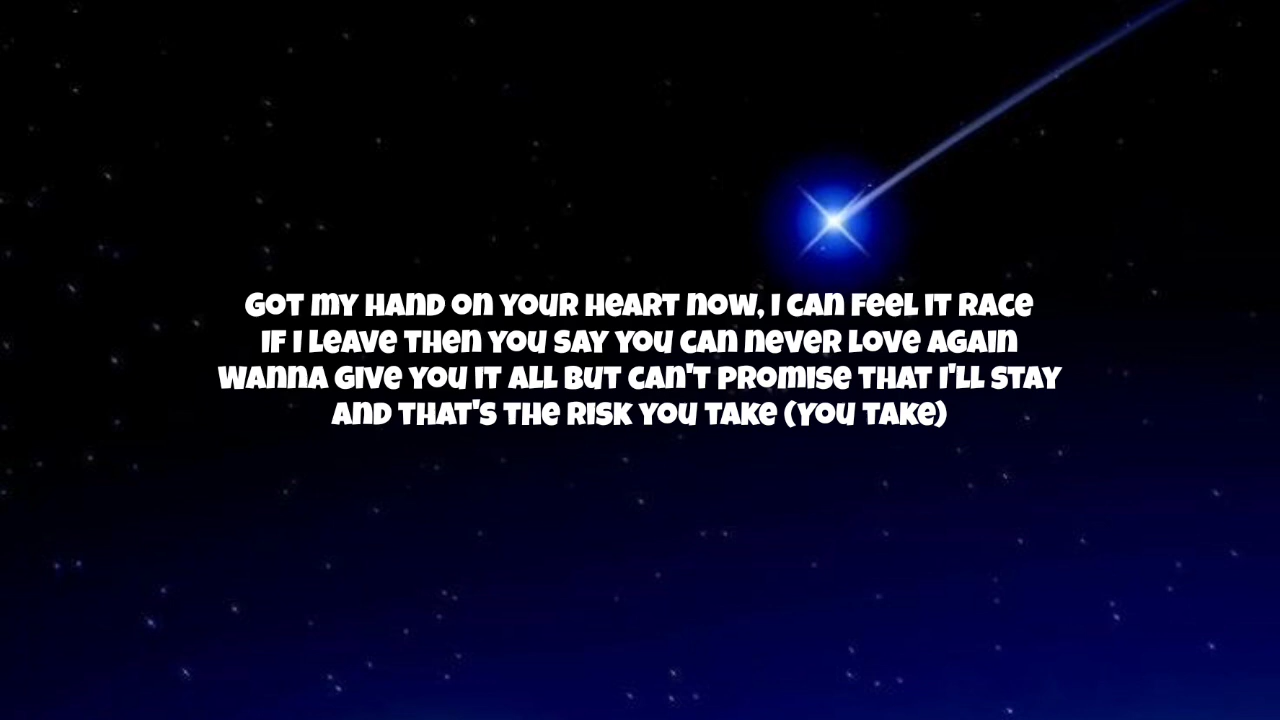 Got my hand on your heart now, I can feel it race
If I leave then you say you can never love again
Wanna give you it all but can't promise that I'll stay
And that's the risk you take (you take)